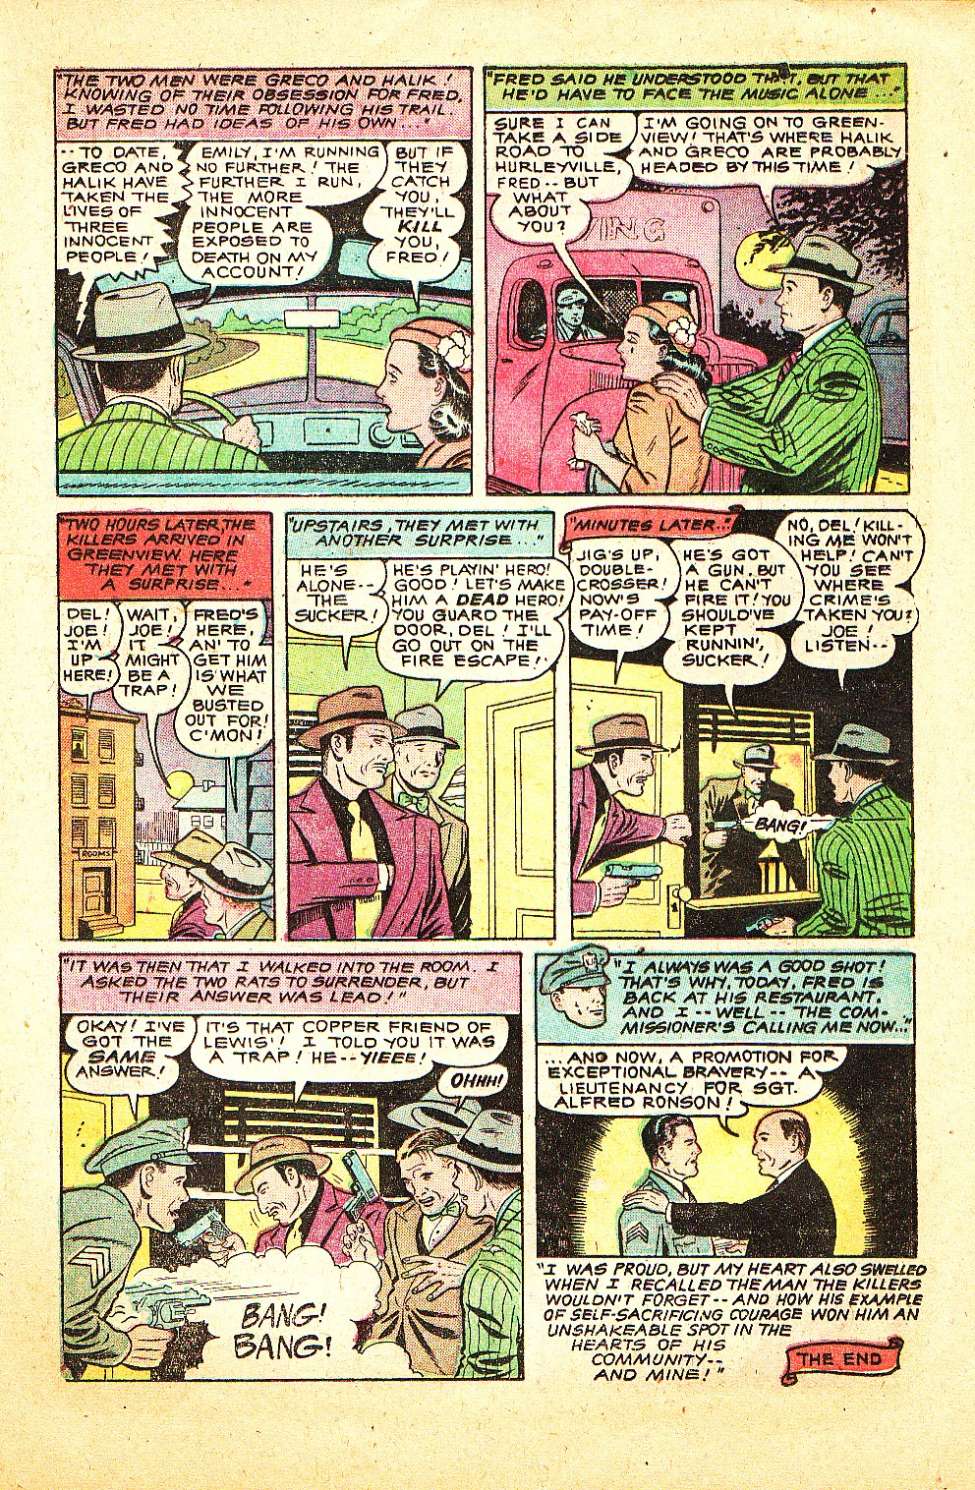 "THE TWO MEN WERE GRECO AND HALIK!
KNOWING OF THEIR OBSESSION FOR FRED,
I WASTED NO TIME FOLLOWING HIS TRAIL.
BUT FRED HAD IDEAS OF HIS OWN..."
--TO DATE,
GRECO AND
HALIK HAVE
TAKEN THE
LIVES OF
THREE
INNOCENT
PEOPLE!
EMILY, I'M RUNNING
NO FURTHER! THE
FURTHER I RUN,
THE MORE
INNOCENT
PEOPLE ARE
EXPOSED TO
DEATH ON MY
ACCOUNT!
BUT IF
THEY
CATCH
YOU,
THEY'LL
KILL
YOU,
FRED!
"FRED SAID HE UNDERSTOOD THAT, BUT THAT
HE'D HAVE TO FACE THE MUSIC ALONE..."
SURE I CAN
TAKE A SIDE
ROAD TO
HURLEYVILLE,
FRED--BUT
WHAT
ABOUT
YOU?
I'M GOING ON TO GREEN-
VIEW! THAT'S WHERE HALIK
AND GRECO ARE PROBABLY
HEADED BY THIS TIME!
VING
"TWO HOURS LATER, THE
KILLERS ARRIVED IN
GREENVIEW. HERE
THEY MET WITH
A SURPRISE..."
DEL!
JOE!
I'M
UP
HERE!
WAIT,
JOE!
IT
MIGHT
BE A
TRAP!
FRED'S
HERE,
AN' TO
GET HIM
IS WHAT
WE
BUSTED
OUT FOR!
C'MON!
ROOMS
"UPSTAIRS, THEY MET WITH
ANOTHER SURPRISE..."
HE'S
ALONE--
THE
SUCKER!
HE'S PLAYIN' HERO!
GOOD! LET'S MAKE
HIM A DEAD HERO!
YOU GUARD THE
DOOR, DEL! I'LL
GO OUT ON THE
FIRE ESCAPE!
"MINUTES LATER..."
JIG'S UP,
DOUBLE-
CROSSER!
NOW'S
PAY-OFF
TIME!
HE'S GOT
A GUN, BUT
HE CAN'T
FIRE IT! YOU
SHOULD'VE
KEPT
RUNNIN',
SUCKER!
NO, DEL! KILL-
ING ME WON'T
HELP! CAN'T
YOU SEE
WHERE
CRIME'S
TAKEN YOU?
JOE!
LISTEN--
BANG!
"IT WAS THEN THAT I WALKED INTO THE ROOM. I
ASKED THE TWO RATS TO SURRENDER, BUT
THEIR ANSWER WAS LEAD!"
OKAY! I'VE
GOT THE
SAME
ANSWER!
IT'S THAT COPPER FRIEND OF
LEWIS'! I TOLD YOU IT WAS
A TRAP! HE--YIEEE!
OHHH!
BANG!
BANG!
"I ALWAYS WAS A GOOD SHOT!
THAT'S WHY, TODAY, FRED IS
BACK AT HIS RESTAURANT,
AND I--WELL--THE COM-
MISSIONER'S CALLING ME NOW..."
...AND NOW, A PROMOTION FOR
EXCEPTIONAL BRAVERY--A
LIEUTENANCY FOR SGT.
ALFRED RONSON!
"I WAS PROUD, BUT MY HEART ALSO SWELLED
WHEN I RECALLED THE MAN THE KILLERS
WOULDN'T FORGET--AND HOW HIS EXAMPLE
OF SELF-SACRIFICING COURAGE WON HIM AN
UNSHAKEABLE SPOT IN THE
HEARTS OF HIS
COMMUNITY--
AND MINE!"
THE END